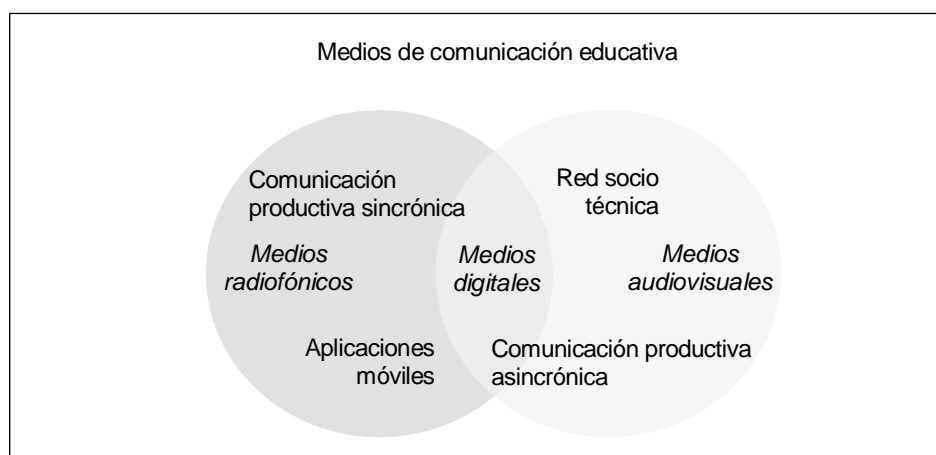 Medios de comunicación educativa
Comunicación
productiva sincrónica
Red socio
técnica
Medios
radiofónicos
Medios
digitales
Medios
audiovisuales
Aplicaciones
móviles
Comunicación productiva
asincrónica